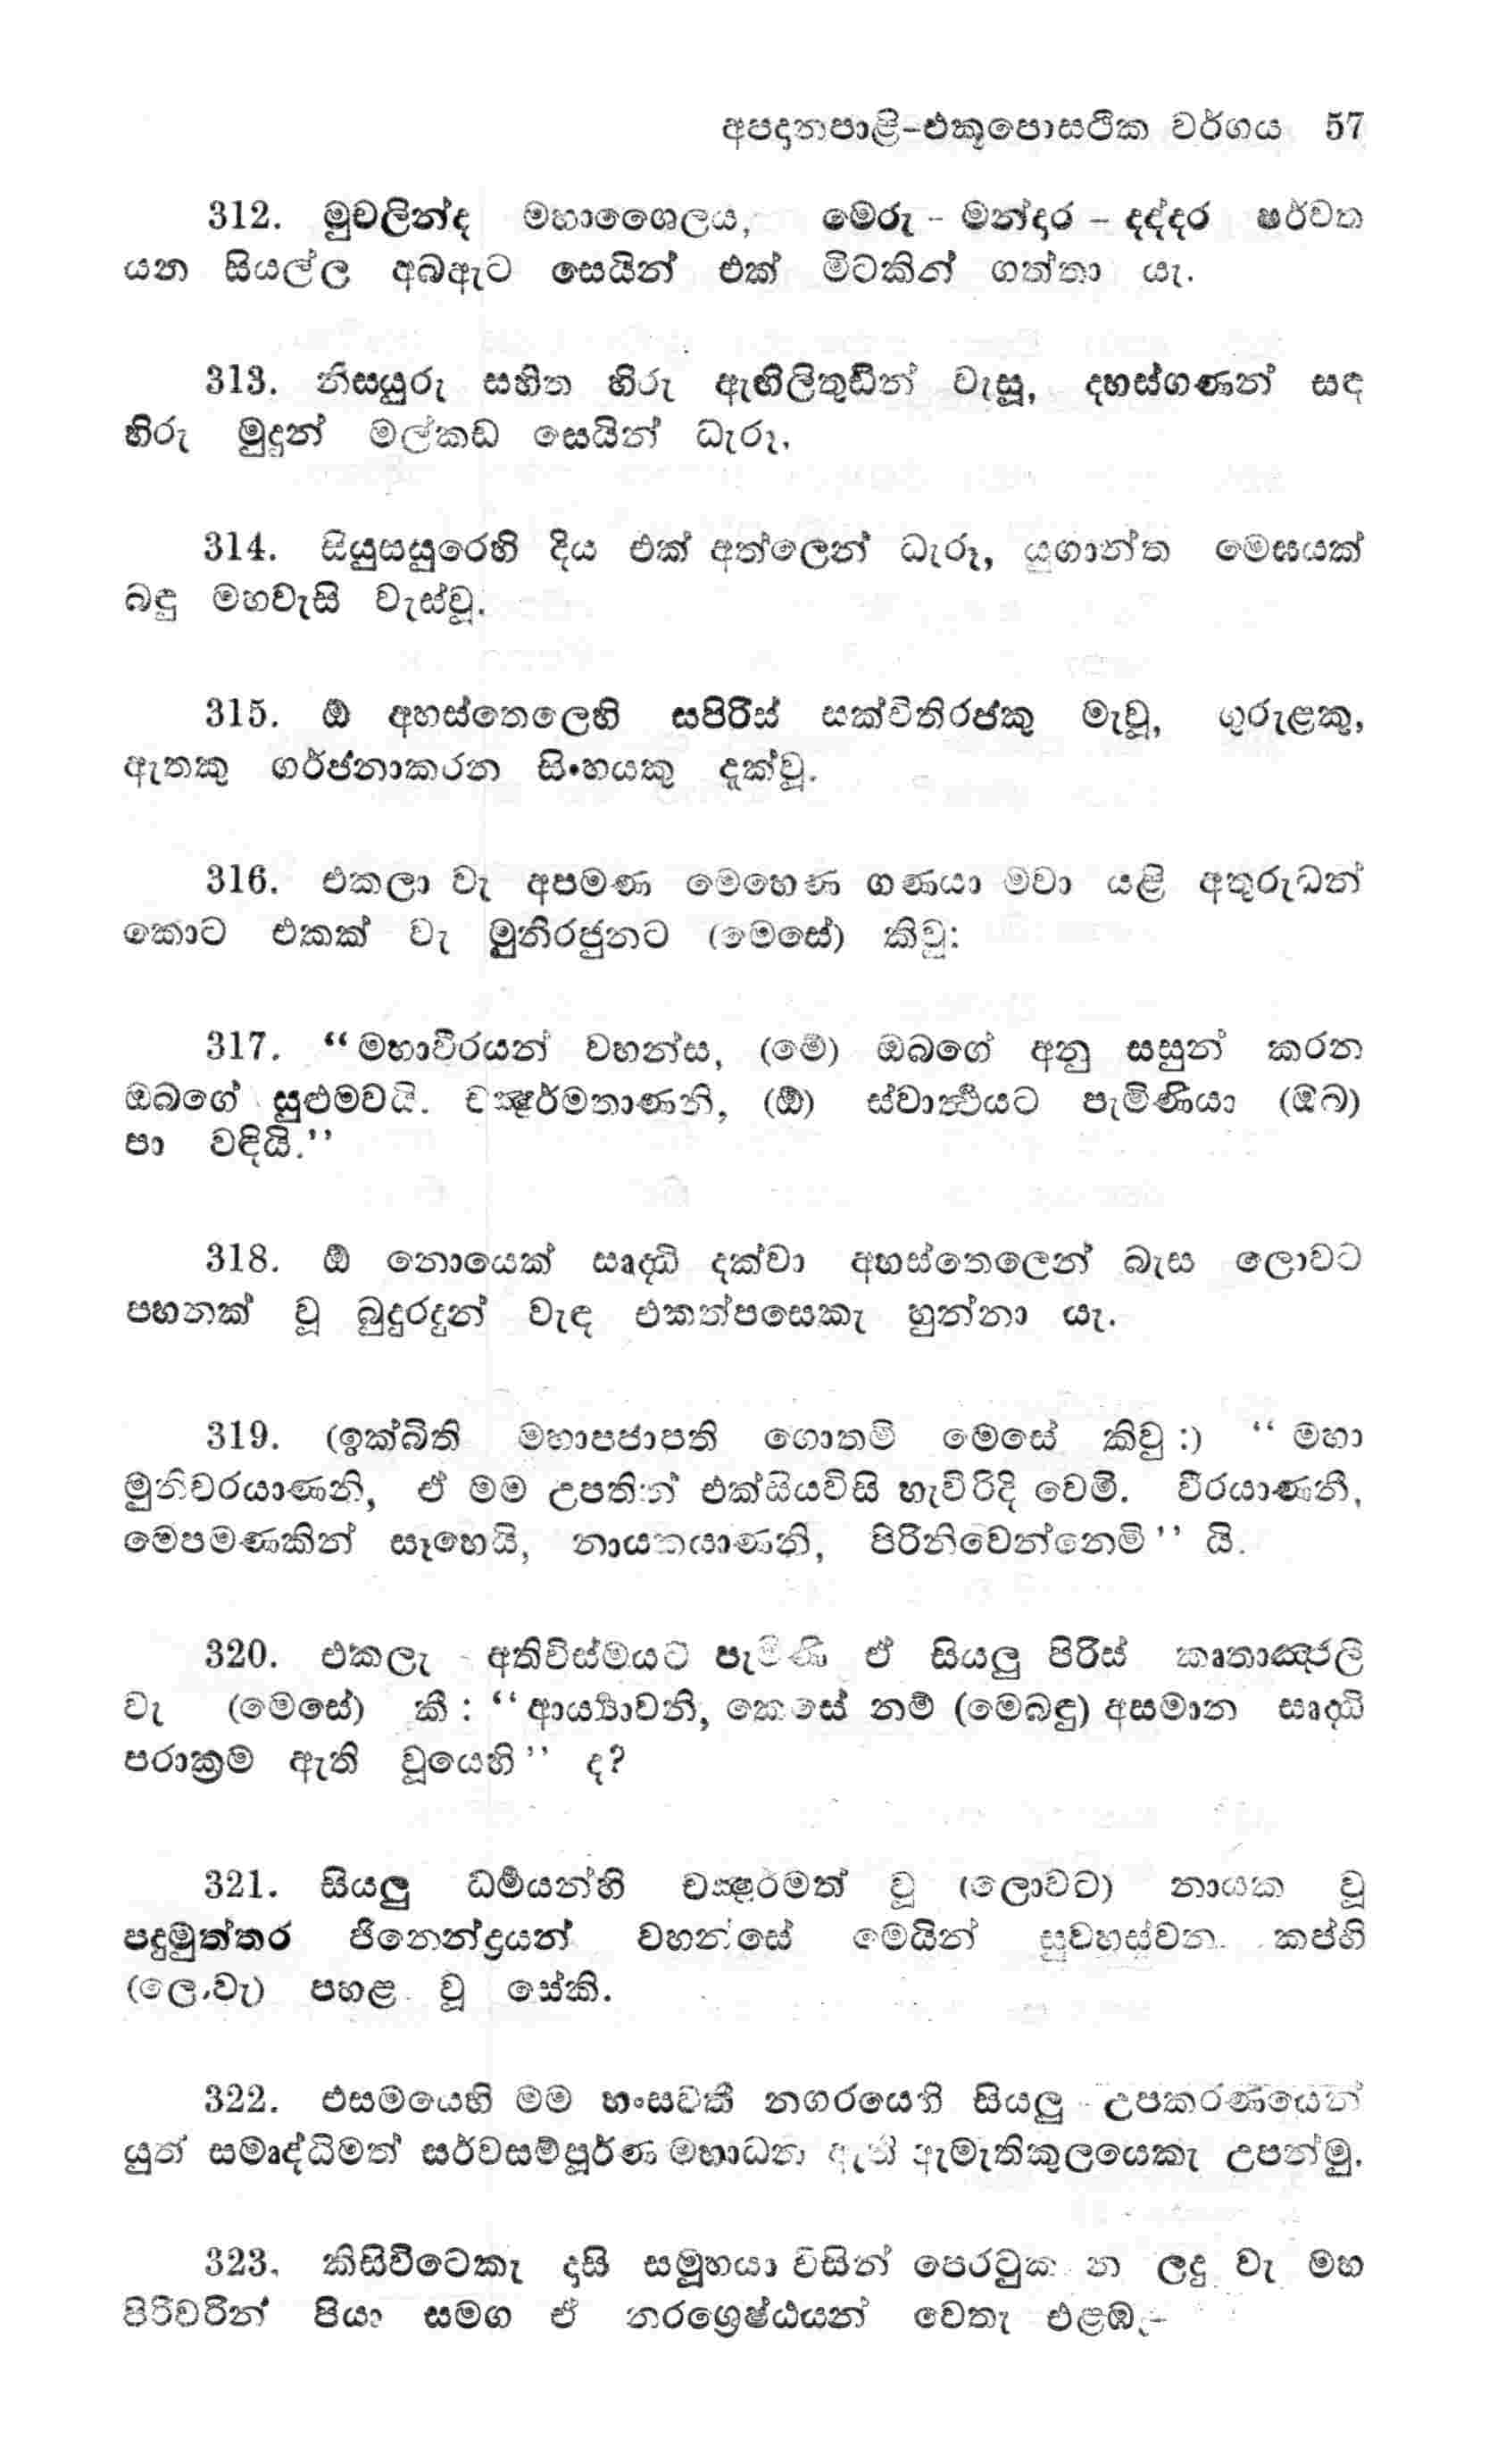 අපදානපාළි-එකූපොසථික වර්ගය 57
312. මුචලින්ද මහාශෛලය, මේරු - මන්දාර - දද්දර ෂර්වත
යන සියල්ල අබඇට සෙයින් එක් මිටකින් ගත්තා යැ.
313. නිසයුරු සහිත හිරු ඇඟිලිතුඩින් වැසූ, දහස්ගණන් සඳ
හිරු මුදුන් මල්කඩ සෙයින් ධැරූ.
314. සියුසයුරෙහි දිය එක් අත්ලෙන් ධැරූ, යුගාන්ත මෙඝයක්
බඳු මහවැසි වැස්වූ.
315. ඕ අහස්තෙලෙහි සපිරිස් සක්විතිරජකු මැවූ, ගුරුළකු,
ඇතකු ගර්ජනාකරන සිංහයකු දැක්වූ.
316. එකලා වැ අපමණ මෙහෙණ ගණයා මවා යළි අතුරුධන්
කොට එකක් වැ මුනිරජුනට (මෙසේ) කිවු:
317. “මහාවීරයන් වහන්ස, (මේ) ඔබගේ අනු සසුන් කරන
ඔබගේ සුළුමවයි. චක්‍ෂුර්මතාණනි, (ඕ) ස්වාර්‍ත්‍ථයට පැමිණියා (ඔබ)
පා වඳියි.”
318. ඕ නොයෙක් සෘද්‍ධි දක්වා අහස්තෙලෙන් බැස ලොවට
පහනක් වූ බුදුරදුන් වැඳ එකත්පසෙකැ හුන්නා යැ.
319. (ඉක්බිති මහාපජාපති ගොතමී මෙසේ කිවු :) “ මහා
මුනිවරයාණනි, ඒ මම උපතින් එක්සියවිසි හැවිරිදි වෙමි. වීරයාණනි,
මෙපමණකින් සෑහෙයි, නායකයාණනි, පිරිනිවෙන්නෙමි” යි.
320. එකලැ අතිවිස්මයට පැමිණි ඒ සියලු පිරිස් කෘතාඤ්ජලි
වැ (මෙසේ) කී : “ආර්‍ය්‍යාවනි, කෙසේ නම් (මෙබඳු) අසමාන සෘද්‍ධි
පරාක්‍රම ඇති වූයෙහි” ද?
321. සියලු ධර්‍මයන්හි චක්‍ෂුර්මත් වූ (ලොවට) නායක වූ
පදුමුත්තර ජිනෙන්ද්‍රයන් වහන්සේ මෙයින් සුවහස්වන කප්හි
(ලොවැ) පහළ වූ සේකි.
322. එසමයෙහි මම හංසවතී නගරයෙහි සියලු උපකරණයෙන්
යුත් සමෘද්ධිමත් සර්වසම්පූර්ණ මහාධන ඇති ඇමැතිකුලයෙකැ උපන්මු.
323. කිසිවිටෙකැ දාසි සමූහයා විසින් පෙරටුක න ලදු වැ මහ
පිරිවරින් පියා සමග ඒ නරශ්‍රෙෂ්ඨයන් වෙතැ එළඹැ-